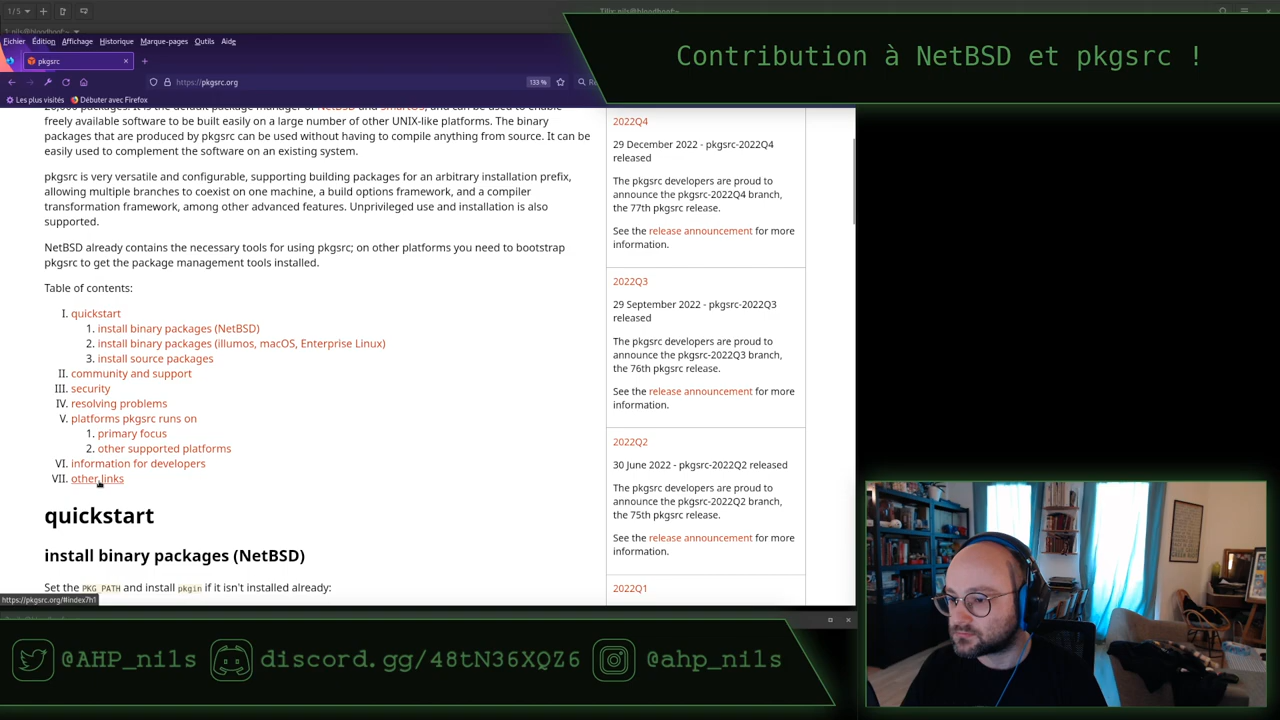 1/5
Tilix: nils@bloodhoof:~
Fichier Édition Affichage Historique Marque-pages Outils Aide
pkgsrc
https://pkgsrc.org
133 %
Les plus visités
Débuter avec Firefox
Contribution à NetBSD et pkgsrc !
freely available software to be built easily on a large number of other UNIX-like platforms. The binary
packages that are produced by pkgsrc can be used without having to compile anything from source. It can be
easily used to complement the software on an existing system.
pkgsrc is very versatile and configurable, supporting building packages for an arbitrary installation prefix,
allowing multiple branches to coexist on one machine, a build options framework, and a compiler
transformation framework, among other advanced features. Unprivileged use and installation is also
supported.
NetBSD already contains the necessary tools for using pkgsrc; on other platforms you need to bootstrap
pkgsrc to get the package management tools installed.
Table of contents:
I. quickstart
1. install binary packages (NetBSD)
2. install binary packages (illumos, macOS, Enterprise Linux)
3. install source packages
II. community and support
III. security
IV. resolving problems
V. platforms pkgsrc runs on
1. primary focus
2. other supported platforms
VI. information for developers
VII. other links
quickstart
install binary packages (NetBSD)
Set the PKG_PATH and install pkgin if it isn't installed already:
https://pkgsrc.org/#index7h1
2022Q4
29 December 2022 - pkgsrc-2022Q4
released
The pkgsrc developers are proud to
announce the pkgsrc-2022Q4 branch,
the 77th pkgsrc release.
See the release announcement for more
information.
2022Q3
29 September 2022 - pkgsrc-2022Q3
released
The pkgsrc developers are proud to
announce the pkgsrc-2022Q3 branch,
the 76th pkgsrc release.
See the release announcement for more
information.
2022Q2
30 June 2022 - pkgsrc-2022Q2 released
The pkgsrc developers are proud to
announce the pkgsrc-2022Q2 branch,
the 75th pkgsrc release.
See the release announcement for more
information.
2022Q1
@AHP_nils
discord.gg/48tN36XQZ6
@ahp_nils